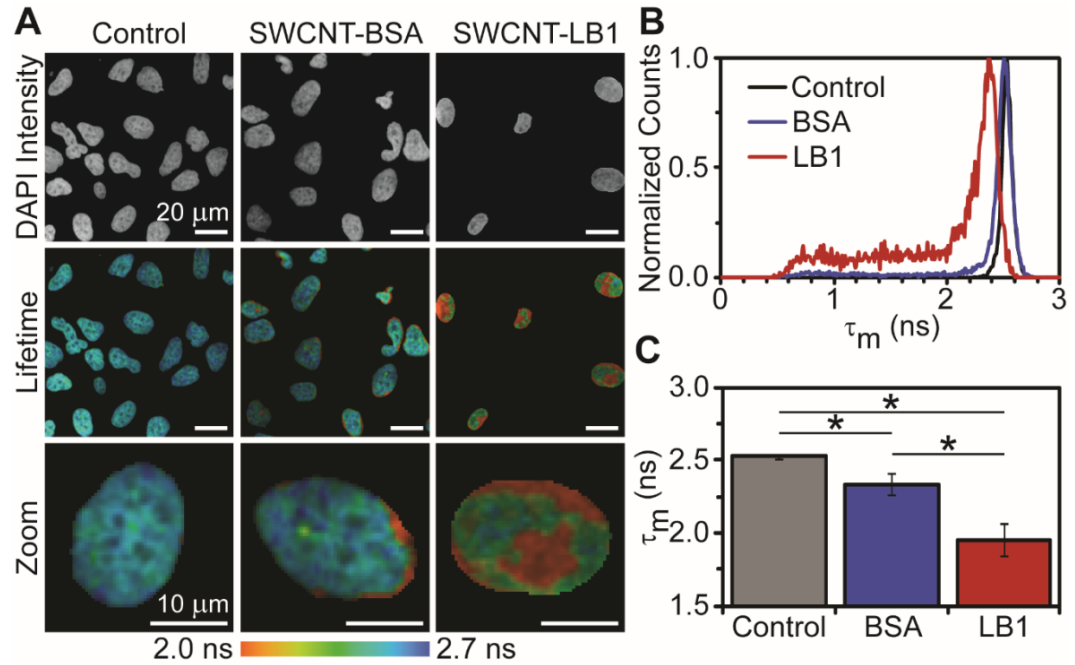 A
Control SWCNT-BSA SWCNT-LB1
DAPI Intensity
20 μm
Lifetime
Zoom
10 μm
2.0 ns 2.7 ns
B
Normalized Counts
1.0
0.5
0.0
Control
BSA
LB1
0 1 2 3
τm (ns)
C
τm (ns)
3.0
2.5
2.0
1.5
* * *
Control BSA LB1